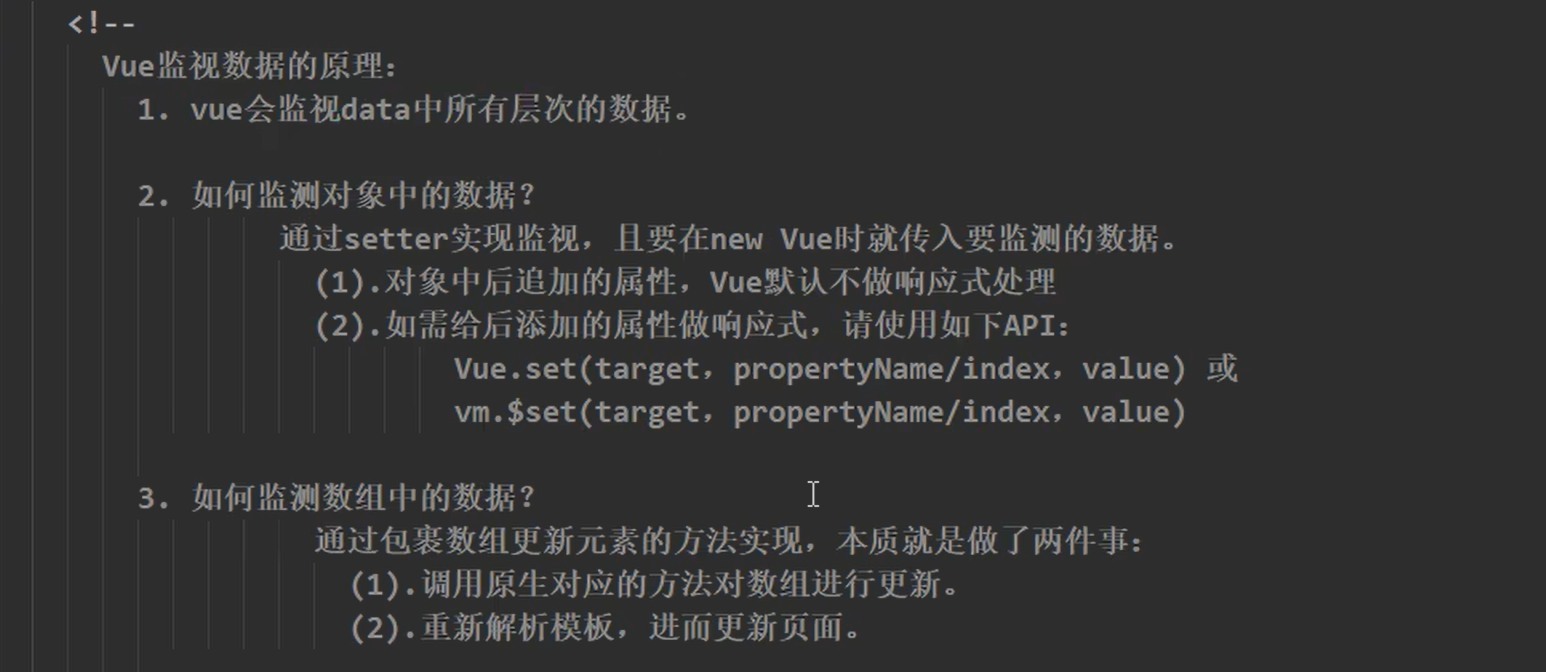 <!--
Vue监视数据的原理：
1. vue会监视data中所有层次的数据。
2. 如何监测对象中的数据？
通过setter实现监视，且要在new Vue时就传入要监测的数据。
(1).对象中后追加的属性，Vue默认不做响应式处理
(2).如需给后添加的属性做响应式，请使用如下API：
Vue.set(target，propertyName/index，value) 或
vm.$set(target，propertyName/index，value)
3. 如何监测数组中的数据？
通过包裹数组更新元素的方法实现，本质就是做了两件事：
(1).调用原生对应的方法对数组进行更新。
(2).重新解析模板，进而更新页面。